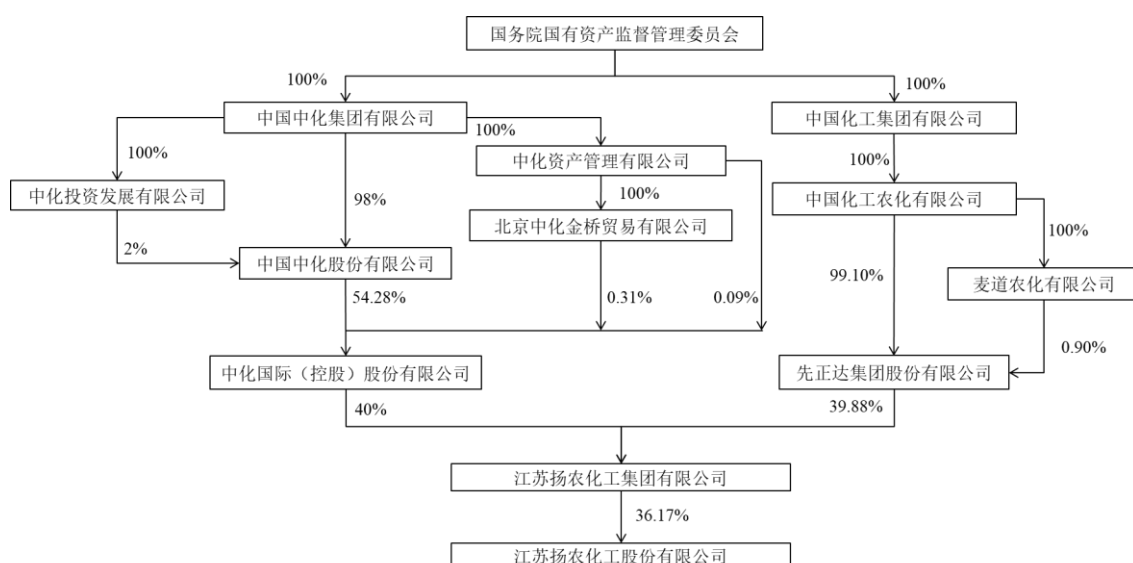 国务院国有资产监督管理委员会
100%
100%
中国中化集团有限公司
中国化工集团有限公司
100%
100%
中化资产管理有限公司
100%
中化投资发展有限公司
98%
100%
中国化工农化有限公司
北京中化金桥贸易有限公司
2%
100%
中国中化股份有限公司
99.10%
麦道农化有限公司
54.28%
0.31%
0.09%
0.90%
中化国际（控股）股份有限公司
先正达集团股份有限公司
40%
39.88%
江苏扬农化工集团有限公司
36.17%
江苏扬农化工股份有限公司